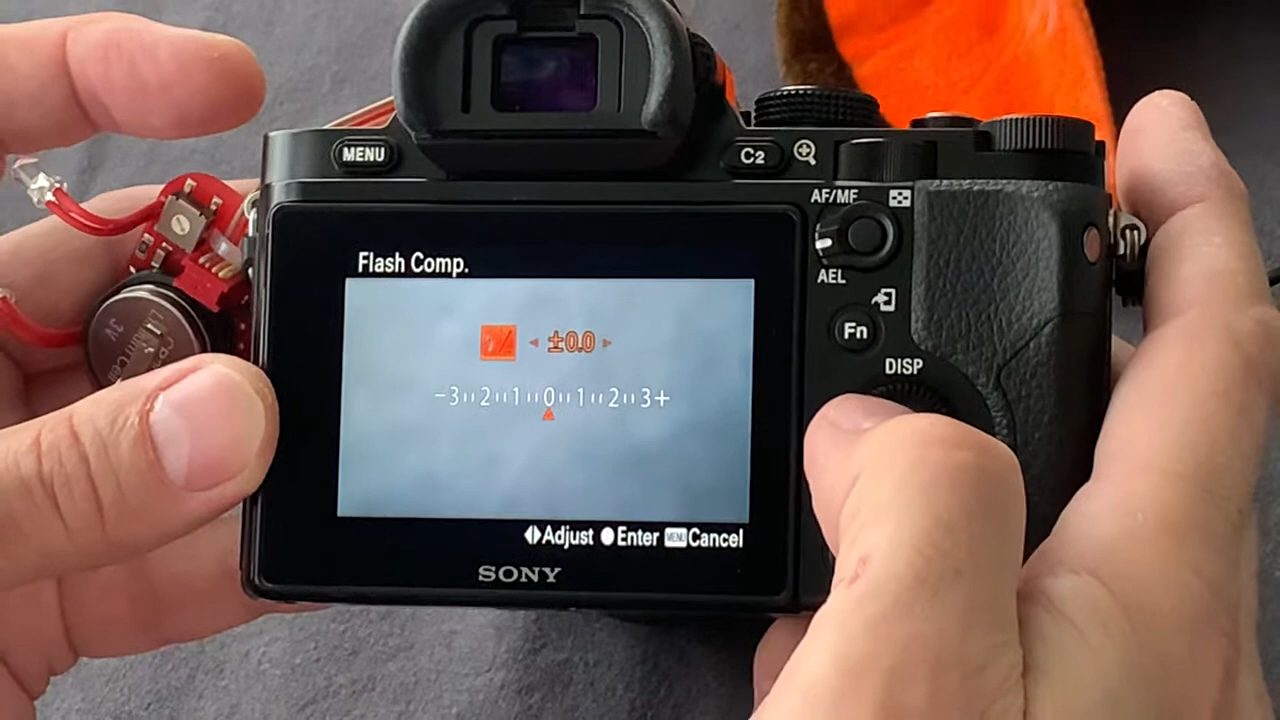 MENU
C2
AF/MF
AEL
Fn
DISP
Flash Comp.
±0.0
-3 2 1 0 1 2 3+
Adjust Enter MENU Cancel
SONY
3V